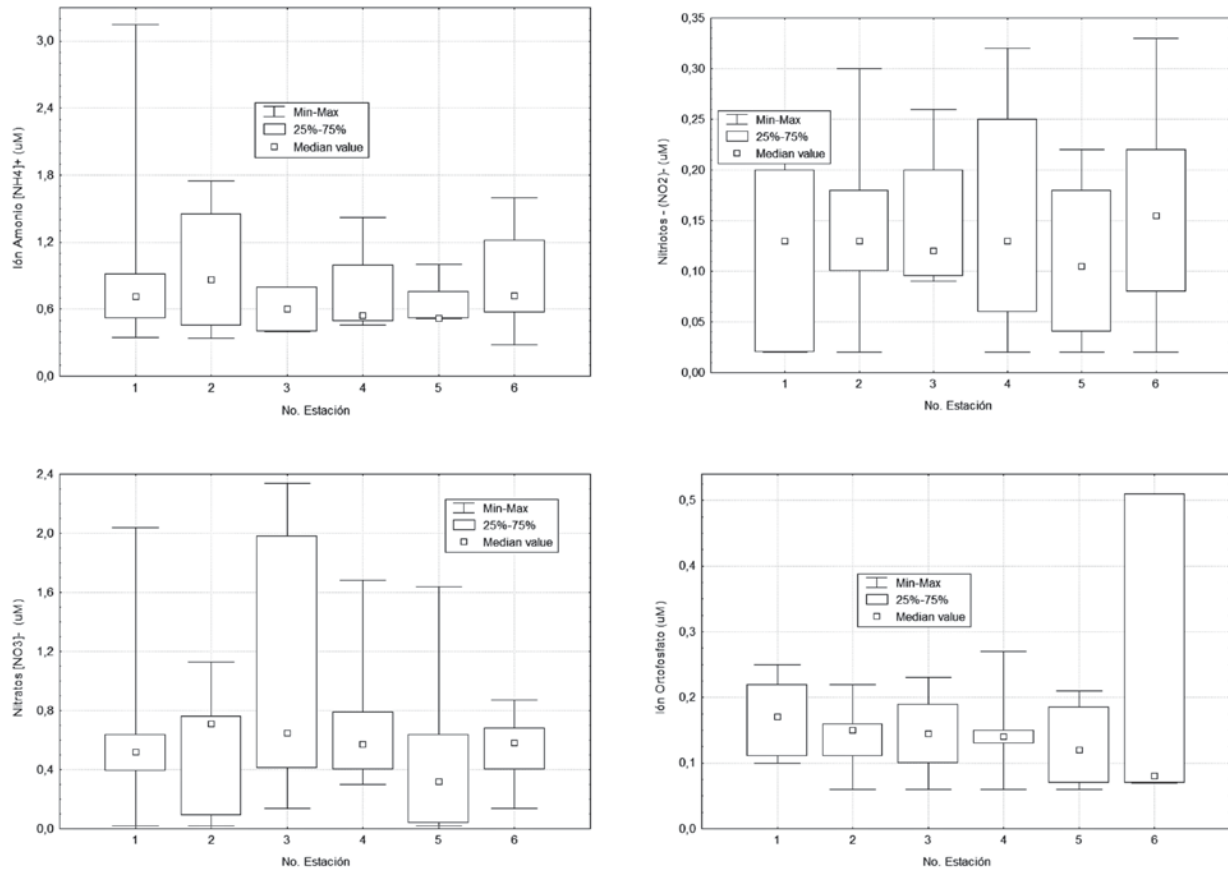 3,0
2,4
1,8
1,2
0,6
0,0
Ión Amonio [NH4]+ (uM)
Min-Max
25%-75%
Median value
1 2 3 4 5 6
No. Estación
0,35
0,30
0,25
0,20
0,15
0,10
0,05
0,00
Nitriotos - (NO2)- (uM)
Min-Max
25%-75%
Median value
1 2 3 4 5 6
No. Estación
2,4
2,0
1,6
1,2
0,8
0,4
0,0
Nitratos [NO3]- (uM)
Min-Max
25%-75%
Median value
1 2 3 4 5 6
No. Estación
0,5
0,4
0,3
0,2
0,1
0,0
Ión Ortofosfato (uM)
Min-Max
25%-75%
Median value
1 2 3 4 5 6
No. Estación